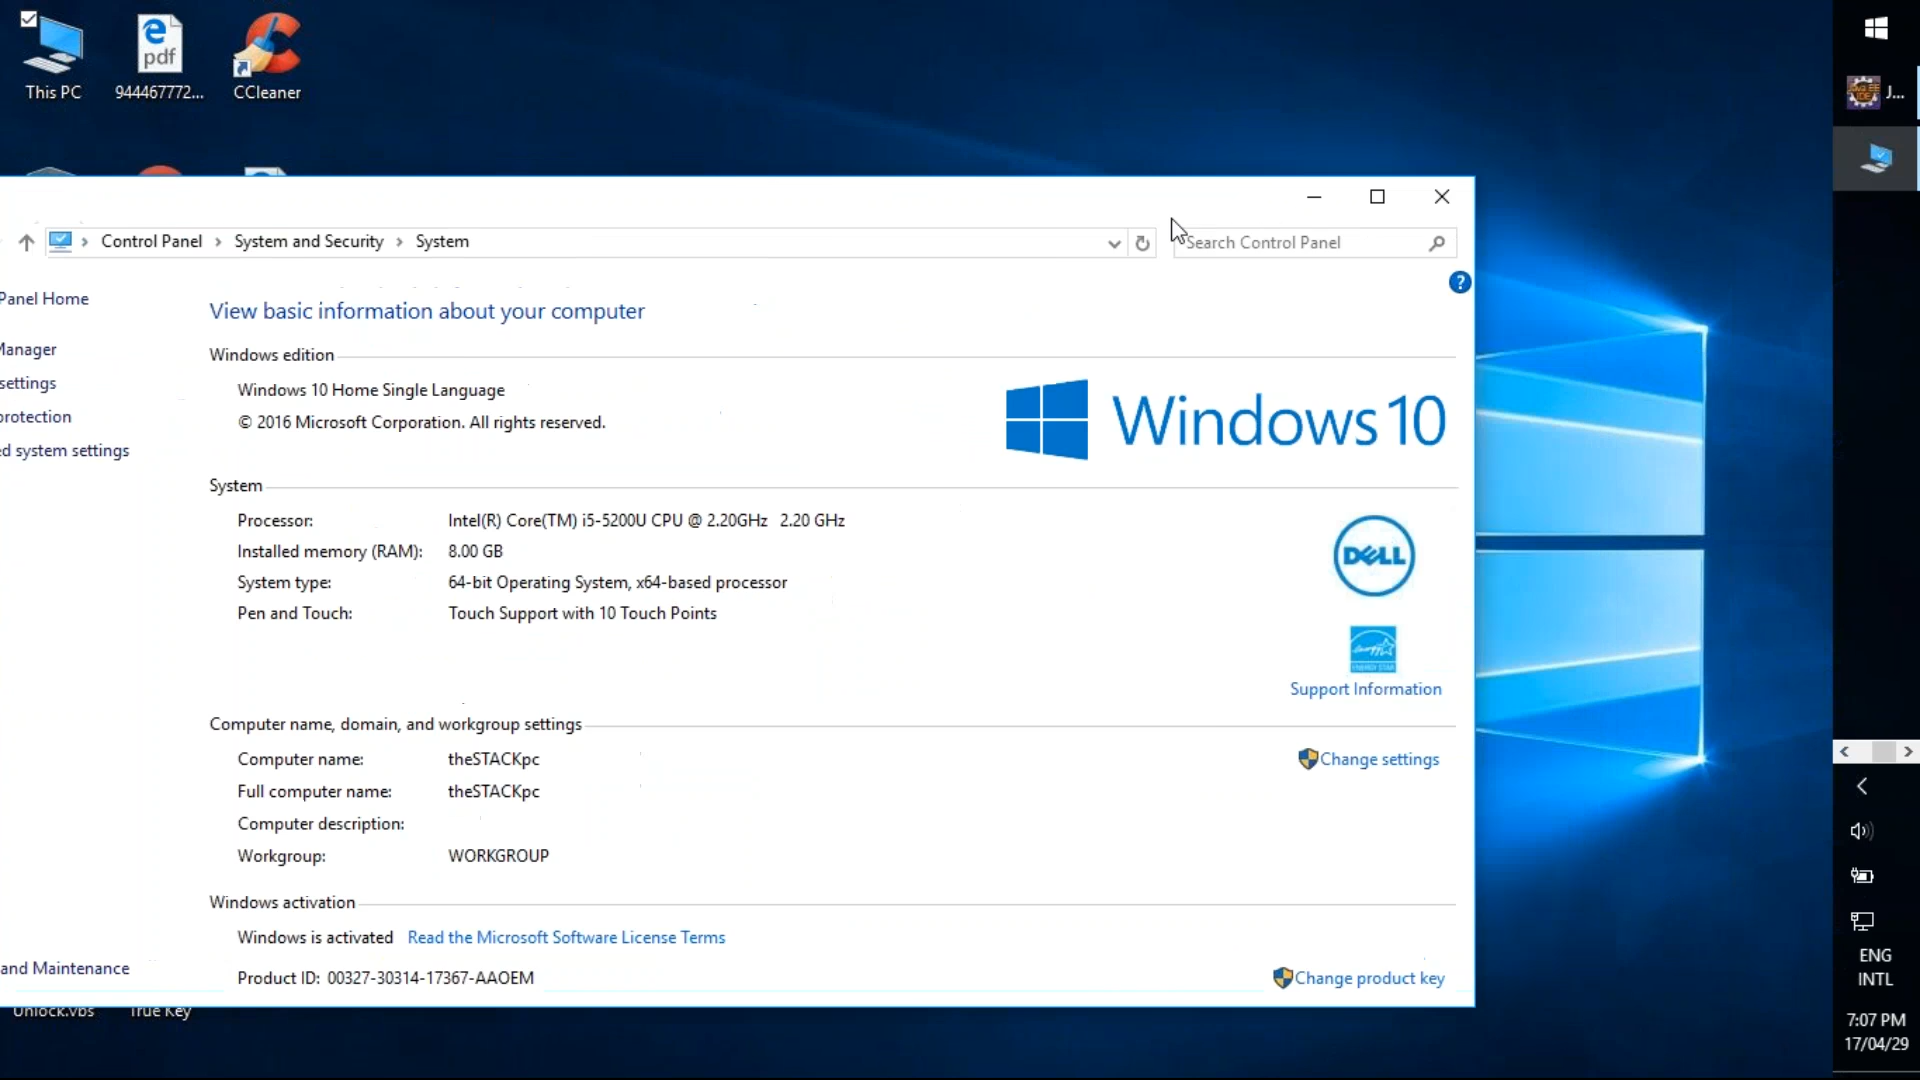 This PC
944467772...
CCleaner
pdf
J...
Control Panel > System and Security > System
Search Control Panel
?
Panel Home
Manager
settings
protection
ed system settings
and Maintenance
View basic information about your computer
Windows edition
Windows 10 Home Single Language
© 2016 Microsoft Corporation. All rights reserved.
Windows 10
System
Processor: Intel(R) Core(TM) i5-5200U CPU @ 2.20GHz 2.20 GHz
Installed memory (RAM): 8.00 GB
System type: 64-bit Operating System, x64-based processor
Pen and Touch: Touch Support with 10 Touch Points
DELL
ENERGY STAR
Support Information
Computer name, domain, and workgroup settings
Computer name: theSTACKpc
Change settings
Full computer name: theSTACKpc
Computer description:
Workgroup: WORKGROUP
Windows activation
Windows is activated Read the Microsoft Software License Terms
Product ID: 00327-30314-17367-AAOEM
Change product key
Unlock.vbs
True Key
ENG
INTL
7:07 PM
17/04/29